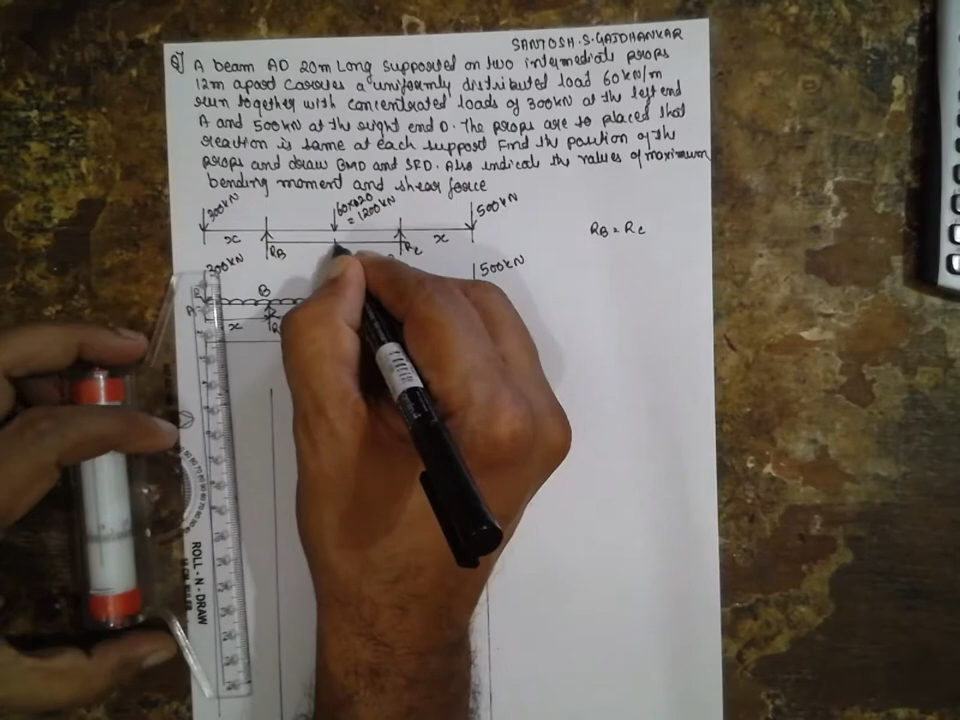 SANTOSH.S.GAJDHANKAR
Q] A beam AD 20m Long supported on two intermediate props
12m apart carries a uniformly distributed load 60kN/m
run together with concentrated loads of 300kN at the left end
A and 500kN at the right end D. The props are so placed that
reaction is same at each support Find the position of the
props and draw BMD and SFD. Also indicate the values of maximum
bending moment and shear force
300kN 60x20 500kN
= 1200kN
x RB RC x
RB = RC
300kN 500kN
B
A
x
ROLL-N-DRAW